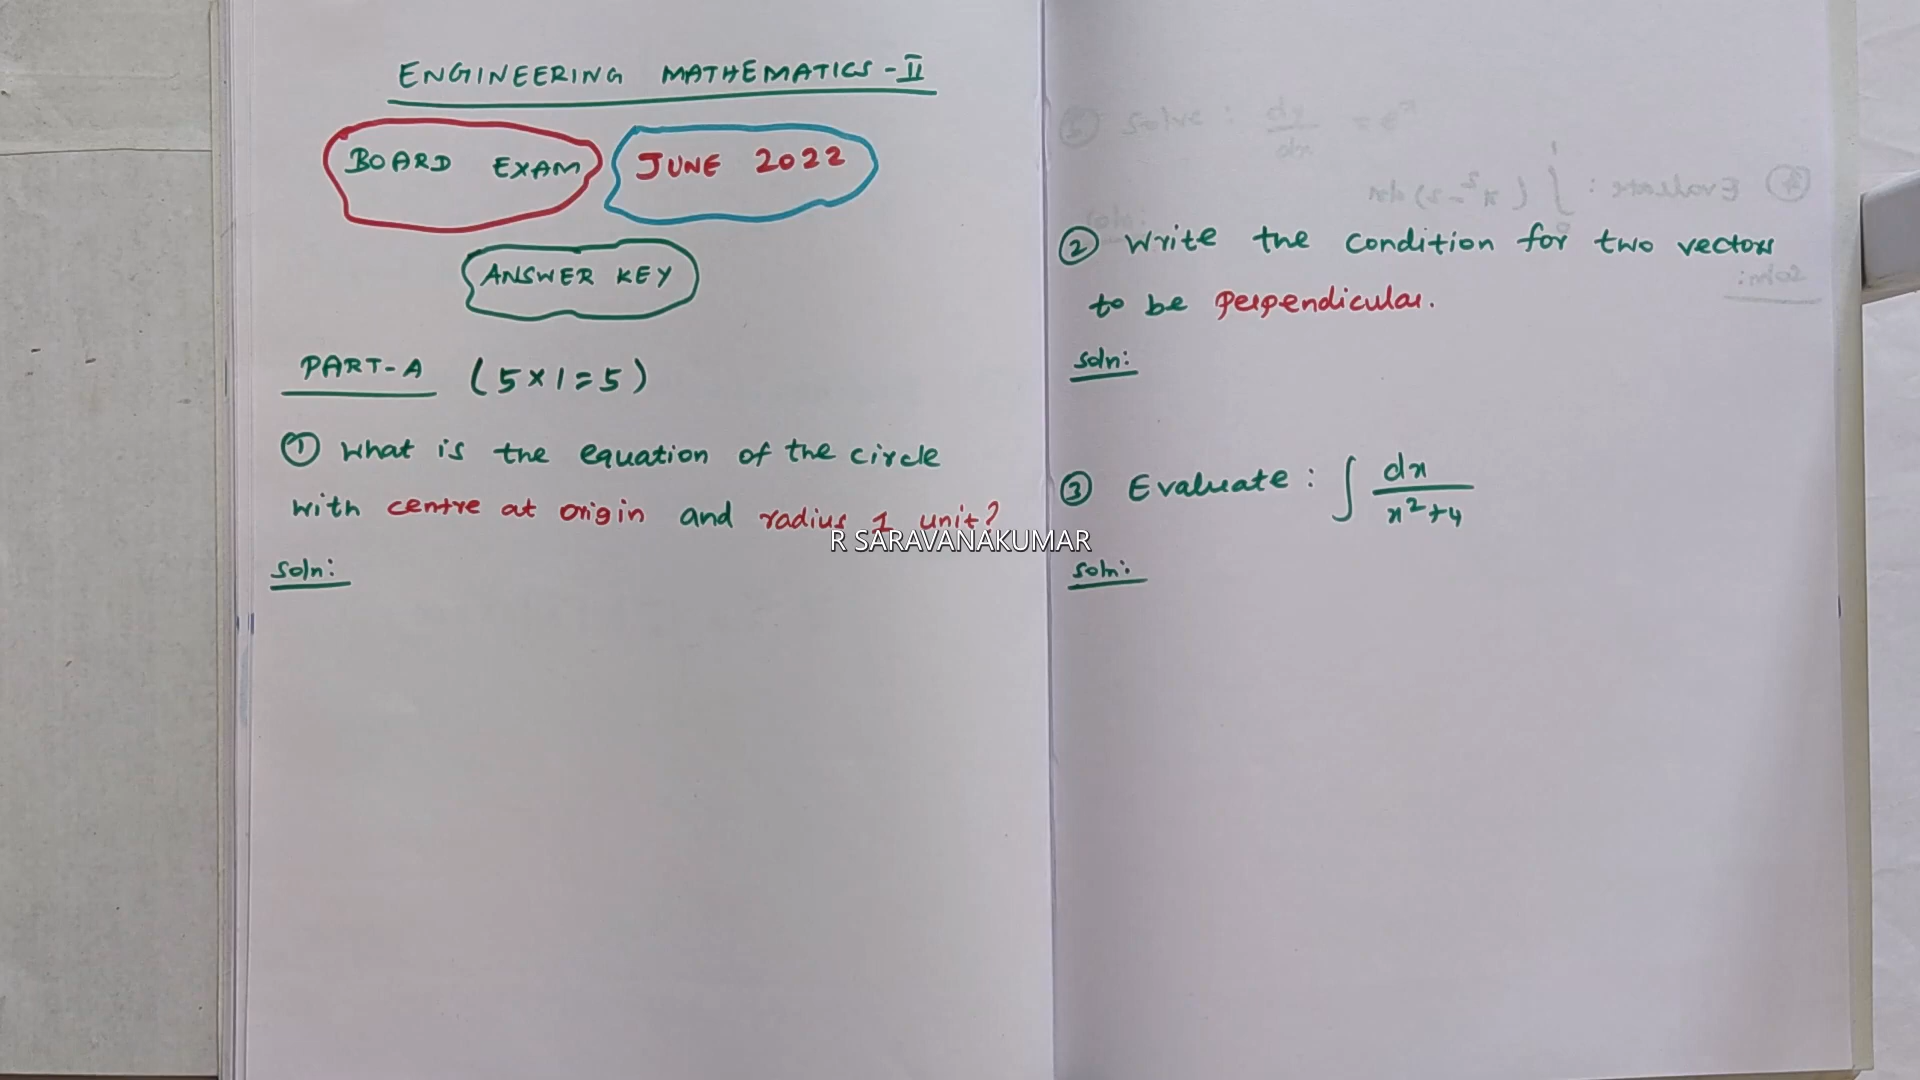 ENGINEERING MATHEMATICS - II
BOARD EXAM
JUNE 2022
ANSWER KEY
PART-A (5×1=5)
① What is the equation of the circle
with centre at origin and radius 1 unit?
Soln:
② Write the condition for two vectors
to be perpendicular.
Soln:
③ Evaluate: ∫ dx / x²+4
Soln:
R SARAVANAKUMAR